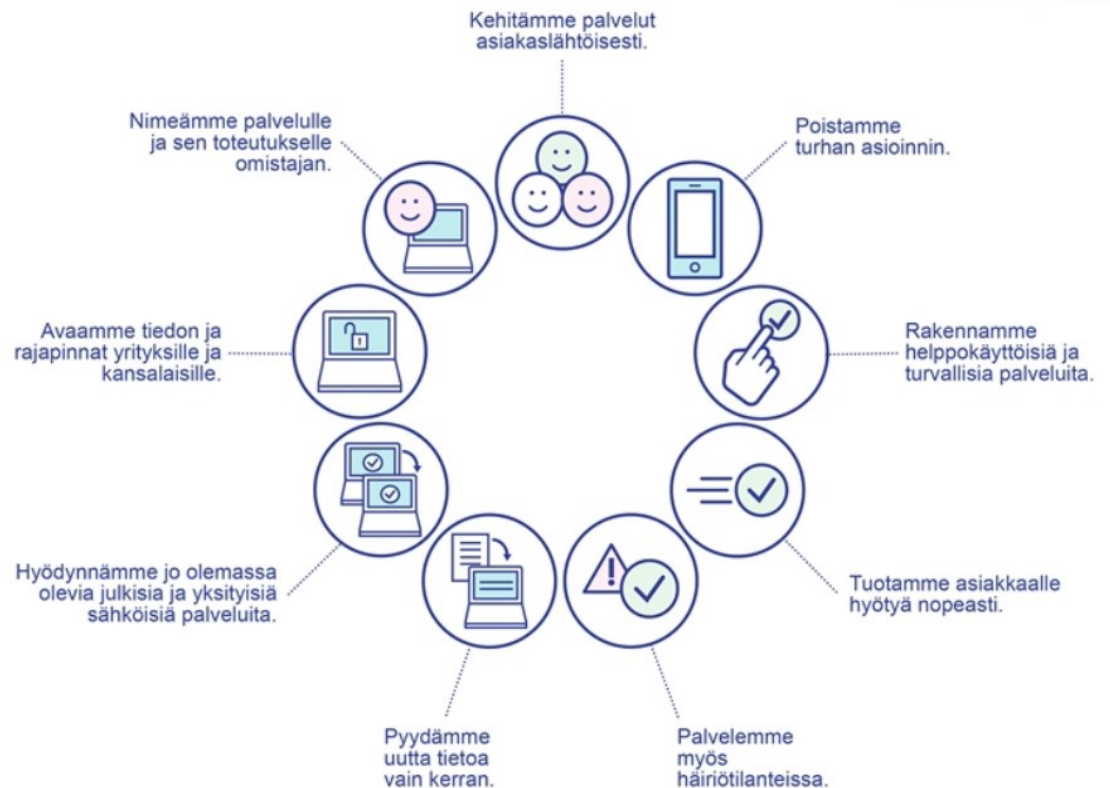 Kehitämme palvelut
asiakaslähtöisesti.
Poistamme
turhan asioinnin.
Rakennamme
helppokäyttöisiä ja
turvallisia palveluita.
Tuotamme asiakkaalle
hyötyä nopeasti.
Palvelemme
myös
häiriötilanteissa.
Pyydämme
uutta tietoa
vain kerran.
Hyödynnämme jo olemassa
olevia julkisia ja yksityisiä
sähköisiä palveluita.
Avaamme tiedon ja
rajapinnat yrityksille ja
kansalaisille.
Nimeämme palvelulle
ja sen toteutukselle
omistajan.